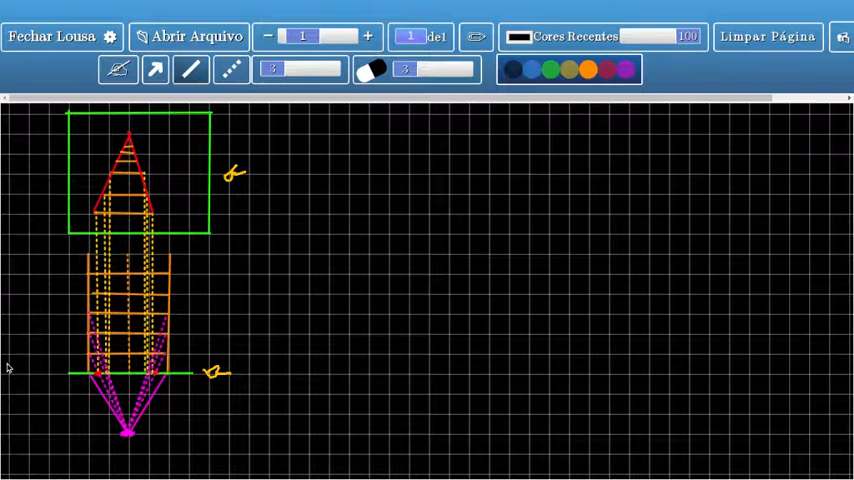 Fechar Lousa Abrir Arquivo − 1 + 1 de1 Cores Recentes 100 Limpar Página
3 3